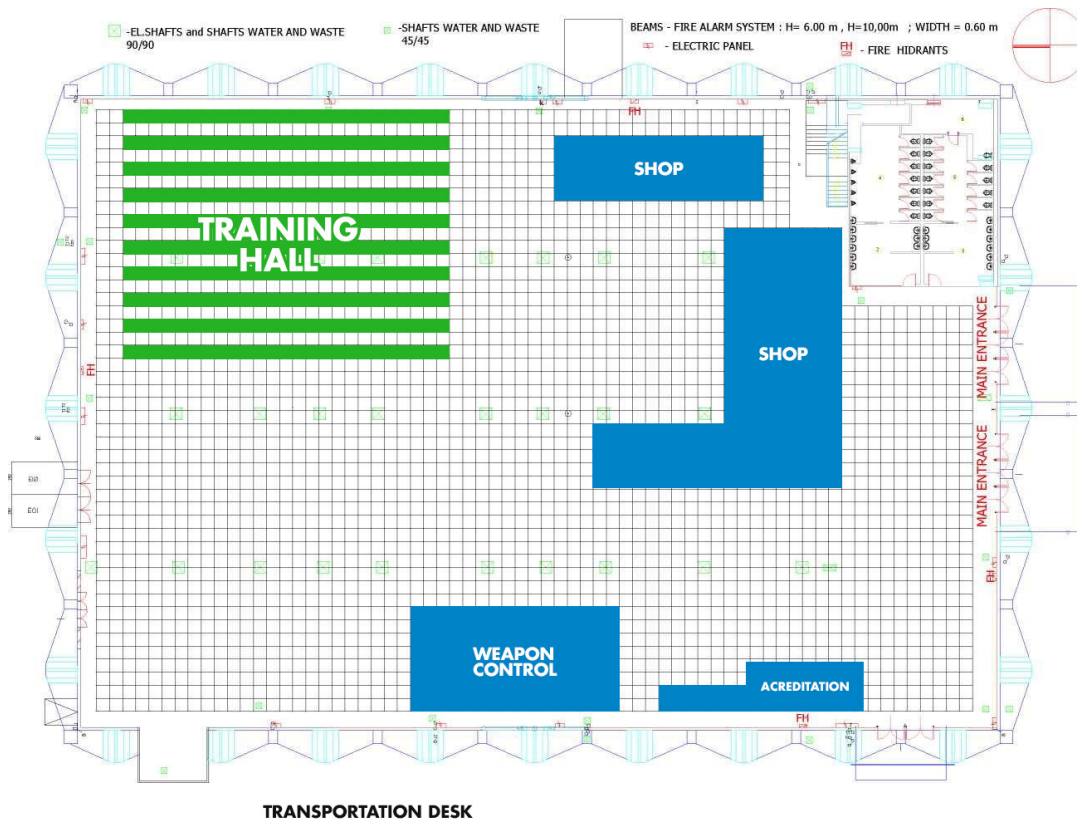 -EL.SHAFTS and SHAFTS WATER AND WASTE
90/90
-SHAFTS WATER AND WASTE
45/45
BEAMS - FIRE ALARM SYSTEM : H= 6.00 m , H=10,00m ; WIDTH = 0.60 m
- ELECTRIC PANEL
FH - FIRE HIDRANTS
FH
SHOP
TRAINING
HALL
SHOP
MAIN ENTRANCE
FH
MAIN ENTRANCE
FH
WEAPON
CONTROL
ACREDITATION
FH
TRANSPORTATION DESK